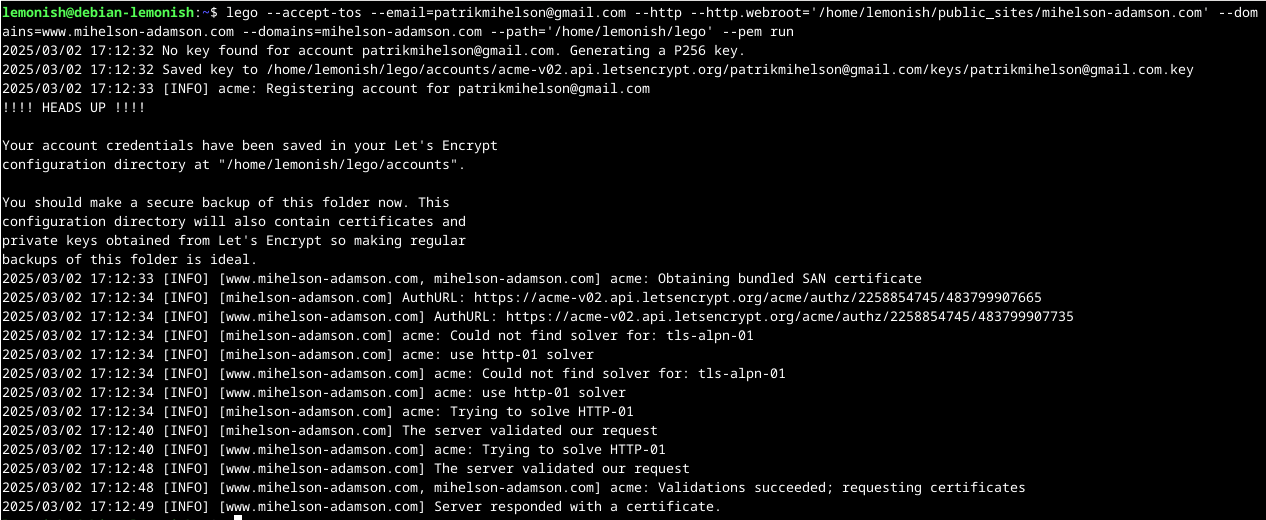 lemonish@debian-lemonish:~$ lego --accept-tos --email=patrikmihelson@gmail.com --http --http.webroot='/home/lemonish/public_sites/mihelson-adamson.com' --dom
ains=www.mihelson-adamson.com --domains=mihelson-adamson.com --path='/home/lemonish/lego' --pem run
2025/03/02 17:12:32 No key found for account patrikmihelson@gmail.com. Generating a P256 key.
2025/03/02 17:12:32 Saved key to /home/lemonish/lego/accounts/acme-v02.api.letsencrypt.org/patrikmihelson@gmail.com/keys/patrikmihelson@gmail.com.key
2025/03/02 17:12:33 [INFO] acme: Registering account for patrikmihelson@gmail.com
!!!! HEADS UP !!!!

Your account credentials have been saved in your Let's Encrypt
configuration directory at "/home/lemonish/lego/accounts".

You should make a secure backup of this folder now. This
configuration directory will also contain certificates and
private keys obtained from Let's Encrypt so making regular
backups of this folder is ideal.
2025/03/02 17:12:33 [INFO] [www.mihelson-adamson.com, mihelson-adamson.com] acme: Obtaining bundled SAN certificate
2025/03/02 17:12:34 [INFO] [mihelson-adamson.com] AuthURL: https://acme-v02.api.letsencrypt.org/acme/authz/2258854745/483799907665
2025/03/02 17:12:34 [INFO] [www.mihelson-adamson.com] AuthURL: https://acme-v02.api.letsencrypt.org/acme/authz/2258854745/483799907735
2025/03/02 17:12:34 [INFO] [mihelson-adamson.com] acme: Could not find solver for: tls-alpn-01
2025/03/02 17:12:34 [INFO] [mihelson-adamson.com] acme: use http-01 solver
2025/03/02 17:12:34 [INFO] [www.mihelson-adamson.com] acme: Could not find solver for: tls-alpn-01
2025/03/02 17:12:34 [INFO] [www.mihelson-adamson.com] acme: use http-01 solver
2025/03/02 17:12:34 [INFO] [mihelson-adamson.com] acme: Trying to solve HTTP-01
2025/03/02 17:12:40 [INFO] [mihelson-adamson.com] The server validated our request
2025/03/02 17:12:40 [INFO] [www.mihelson-adamson.com] acme: Trying to solve HTTP-01
2025/03/02 17:12:48 [INFO] [www.mihelson-adamson.com] The server validated our request
2025/03/02 17:12:48 [INFO] [www.mihelson-adamson.com, mihelson-adamson.com] acme: Validations succeeded; requesting certificates
2025/03/02 17:12:49 [INFO] [www.mihelson-adamson.com] Server responded with a certificate.